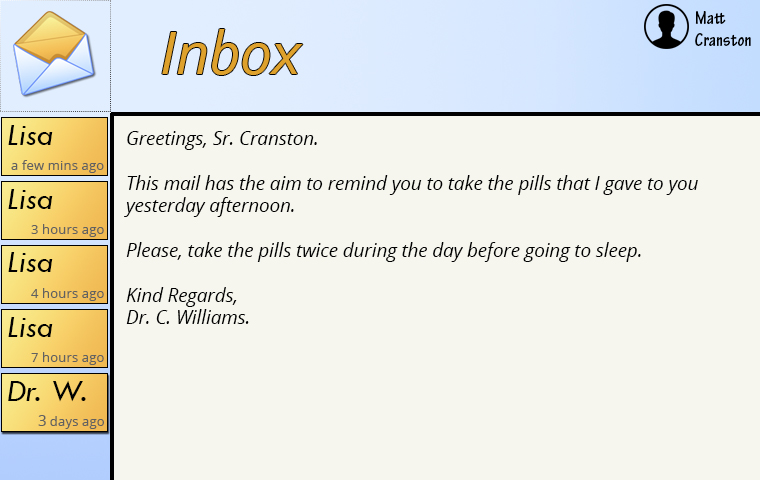 Inbox
Matt
Cranston
Lisa
a few mins ago
Lisa
3 hours ago
Lisa
4 hours ago
Lisa
7 hours ago
Dr. W.
3 days ago
Greetings, Sr. Cranston.
This mail has the aim to remind you to take the pills that I gave to you
yesterday afternoon.
Please, take the pills twice during the day before going to sleep.
Kind Regards,
Dr. C. Williams.